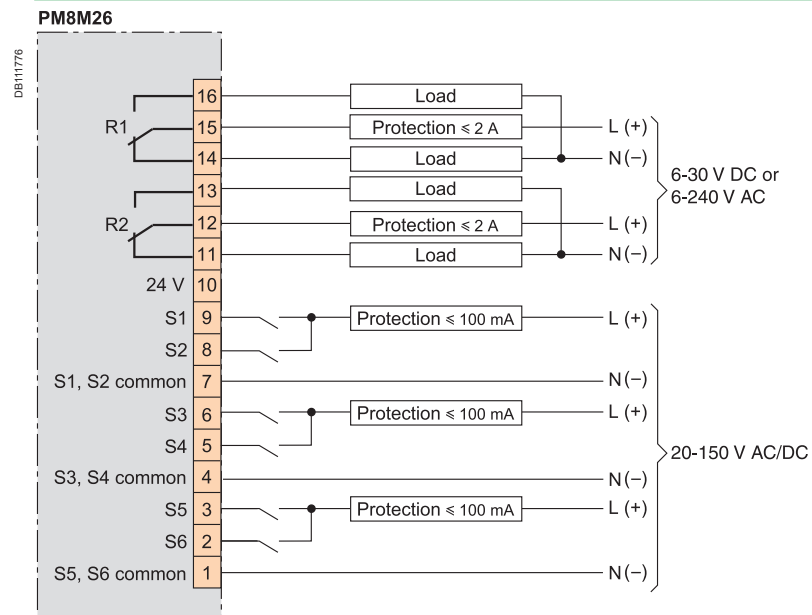 PM8M26
DB111776
16 Load
R1 15 Protection ≤ 2 A L (+)
14 Load N(−)
13 Load
6-30 V DC or
6-240 V AC
R2 12 Protection ≤ 2 A L (+)
11 Load N(−)
24 V 10
S1 9 Protection ≤ 100 mA L (+)
S2 8
S1, S2 common 7 N(−)
S3 6 Protection ≤ 100 mA L (+)
S4 5
20-150 V AC/DC
S3, S4 common 4 N(−)
S5 3 Protection ≤ 100 mA L (+)
S6 2
S5, S6 common 1 N(−)